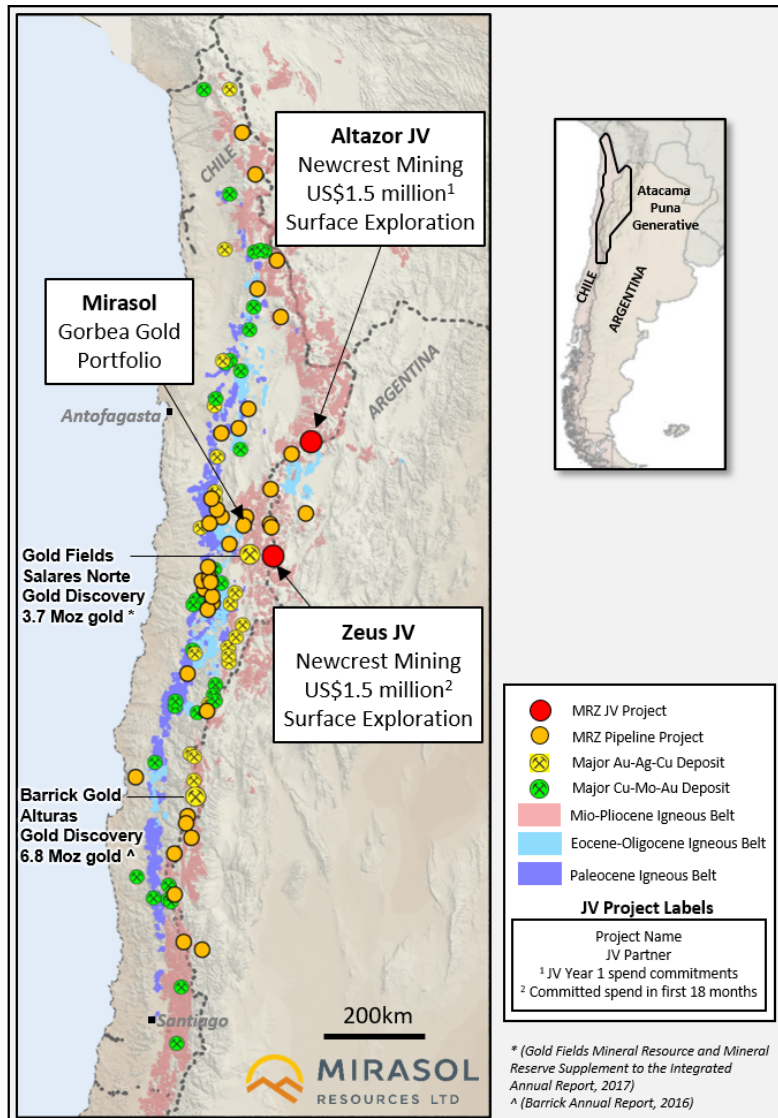 CHILE
Altazor JV
Newcrest Mining
US$1.5 million¹
Surface Exploration
Mirasol
Gorbea Gold
Portfolio
ARGENTINA
Antofagasta
Gold Fields
Salares Norte
Gold Discovery
3.7 Moz gold *
Zeus JV
Newcrest Mining
US$1.5 million²
Surface Exploration
Barrick Gold
Alturas
Gold Discovery
6.8 Moz gold ^
Santiago
200km
MIRASOL
RESOURCES LTD
Atacama
Puna
Generative
CHILE
ARGENTINA
MRZ JV Project
MRZ Pipeline Project
Major Au-Ag-Cu Deposit
Major Cu-Mo-Au Deposit
Mio-Pliocene Igneous Belt
Eocene-Oligocene Igneous Belt
Paleocene Igneous Belt
JV Project Labels
Project Name
JV Partner
¹ JV Year 1 spend commitments
² Committed spend in first 18 months
* (Gold Fields Mineral Resource and Mineral
Reserve Supplement to the Integrated
Annual Report, 2017)
^ (Barrick Annual Report, 2016)